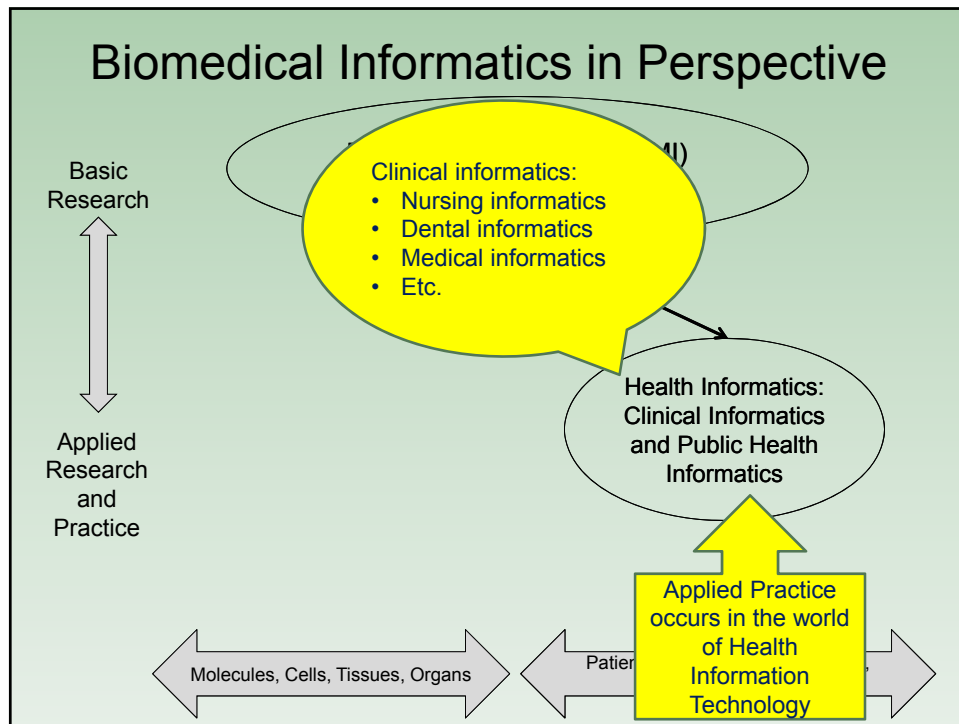 Biomedical Informatics in Perspective
MI)
Basic
Research
Clinical informatics:
• Nursing informatics
• Dental informatics
• Medical informatics
• Etc.
Health Informatics:
Clinical Informatics
and Public Health
Informatics
Applied
Research
and
Practice
Applied Practice
occurs in the world
of Health
Information
Technology
Molecules, Cells, Tissues, Organs